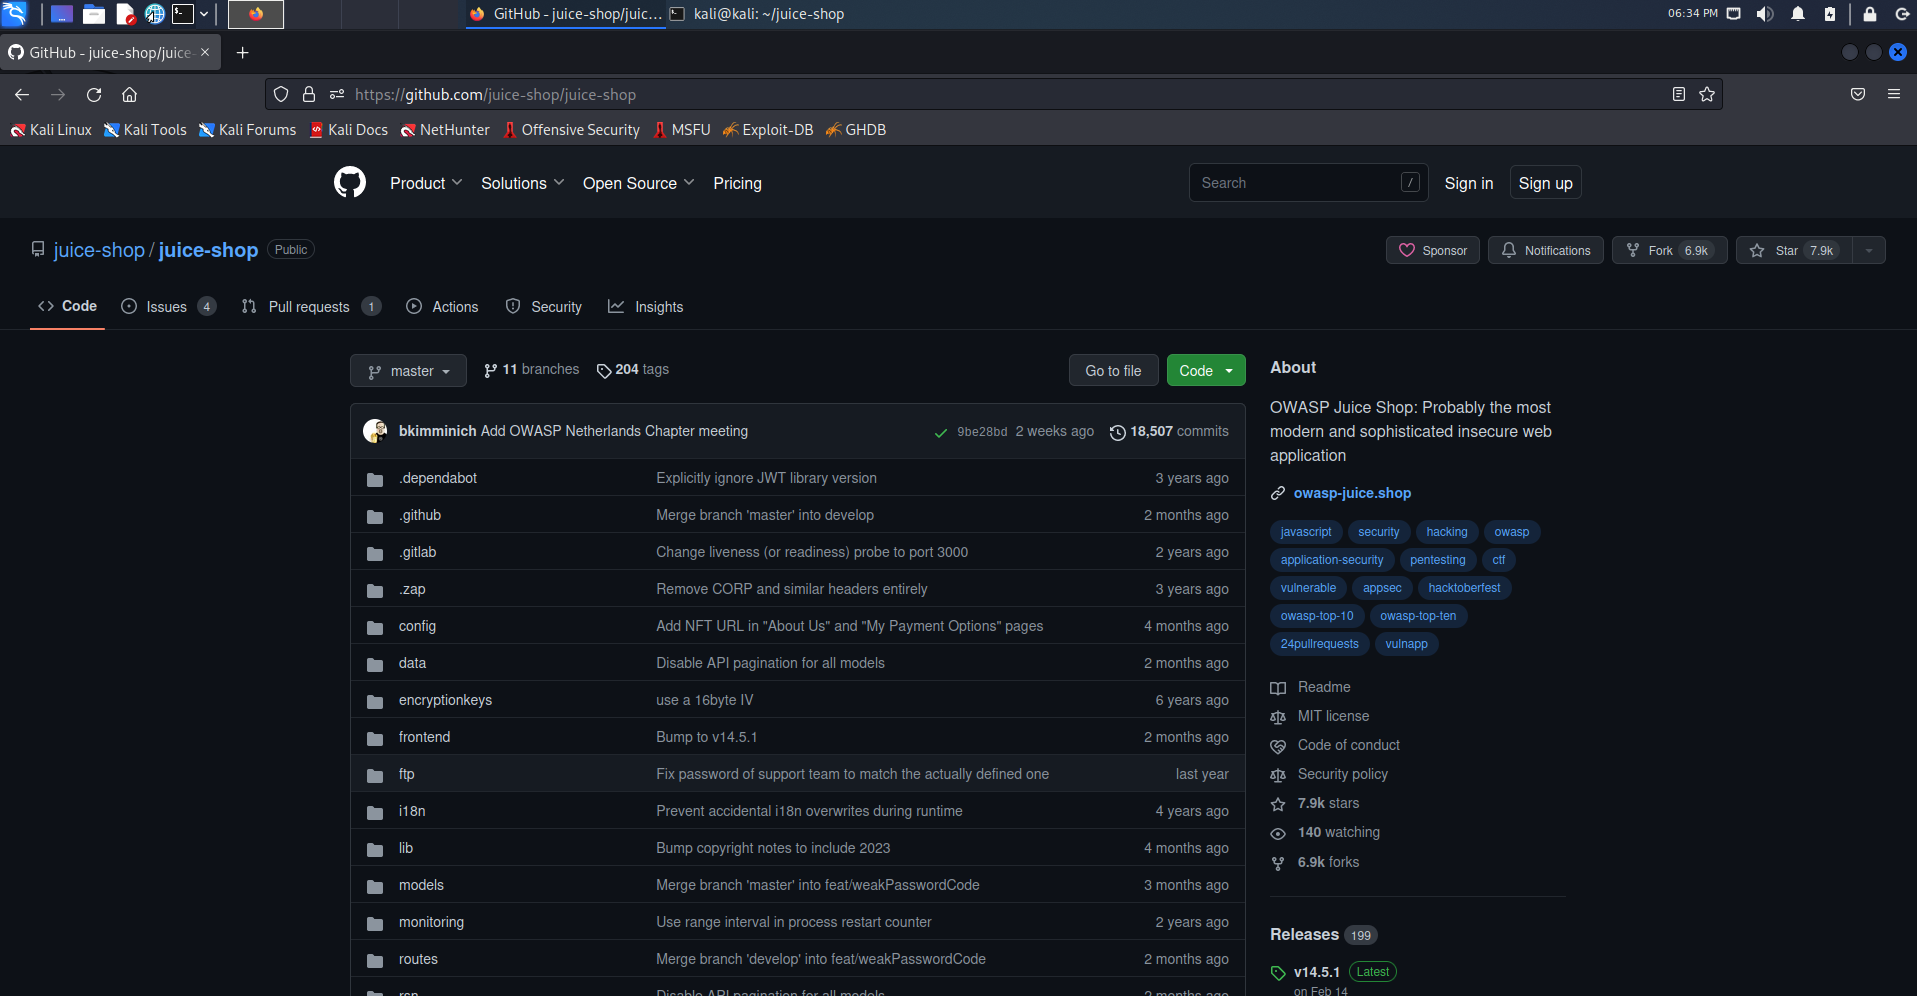 GitHub - juice-shop/juic... kali@kali: ~/juice-shop 06:34 PM
GitHub - juice-shop/juice-
https://github.com/juice-shop/juice-shop
Kali Linux Kali Tools Kali Forums Kali Docs NetHunter Offensive Security MSFU Exploit-DB GHDB
Product Solutions Open Source Pricing Search / Sign in Sign up
juice-shop / juice-shop Public Sponsor Notifications Fork 6.9k Star 7.9k
Code Issues 4 Pull requests 1 Actions Security Insights
master 11 branches 204 tags Go to file Code
bkimminich Add OWASP Netherlands Chapter meeting 9be28bd 2 weeks ago 18,507 commits
.dependabot Explicitly ignore JWT library version 3 years ago
.github Merge branch 'master' into develop 2 months ago
.gitlab Change liveness (or readiness) probe to port 3000 2 years ago
.zap Remove CORP and similar headers entirely 3 years ago
config Add NFT URL in "About Us" and "My Payment Options" pages 4 months ago
data Disable API pagination for all models 2 months ago
encryptionkeys use a 16byte IV 6 years ago
frontend Bump to v14.5.1 2 months ago
ftp Fix password of support team to match the actually defined one last year
i18n Prevent accidental i18n overwrites during runtime 4 years ago
lib Bump copyright notes to include 2023 4 months ago
models Merge branch 'master' into feat/weakPasswordCode 3 months ago
monitoring Use range interval in process restart counter 2 years ago
routes Merge branch 'develop' into feat/weakPasswordCode 2 months ago
rsn Disable API pagination for all models 2 months ago
About
OWASP Juice Shop: Probably the most
modern and sophisticated insecure web
application
owasp-juice.shop
javascript security hacking owasp
application-security pentesting ctf
vulnerable appsec hacktoberfest
owasp-top-10 owasp-top-ten
24pullrequests vulnapp
Readme
MIT license
Code of conduct
Security policy
7.9k stars
140 watching
6.9k forks
Releases 199
v14.5.1 Latest
on Feb 14